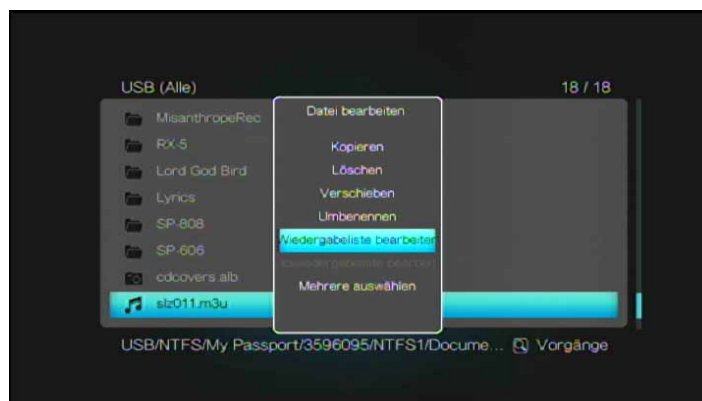 USB (Alle)
18 / 18
MisanthropeRec
RX-5
Lord God Bird
Lyrics
SP-808
SP-606
cdcovers.alb
slz011.m3u
Datei bearbeiten
Kopieren
Löschen
Verschieben
Umbenennen
Wiedergabeliste bearbeiten
Mehrere auswählen
USB/NTFS/My Passport/3596095/NTFS1/Docume...
Vorgänge